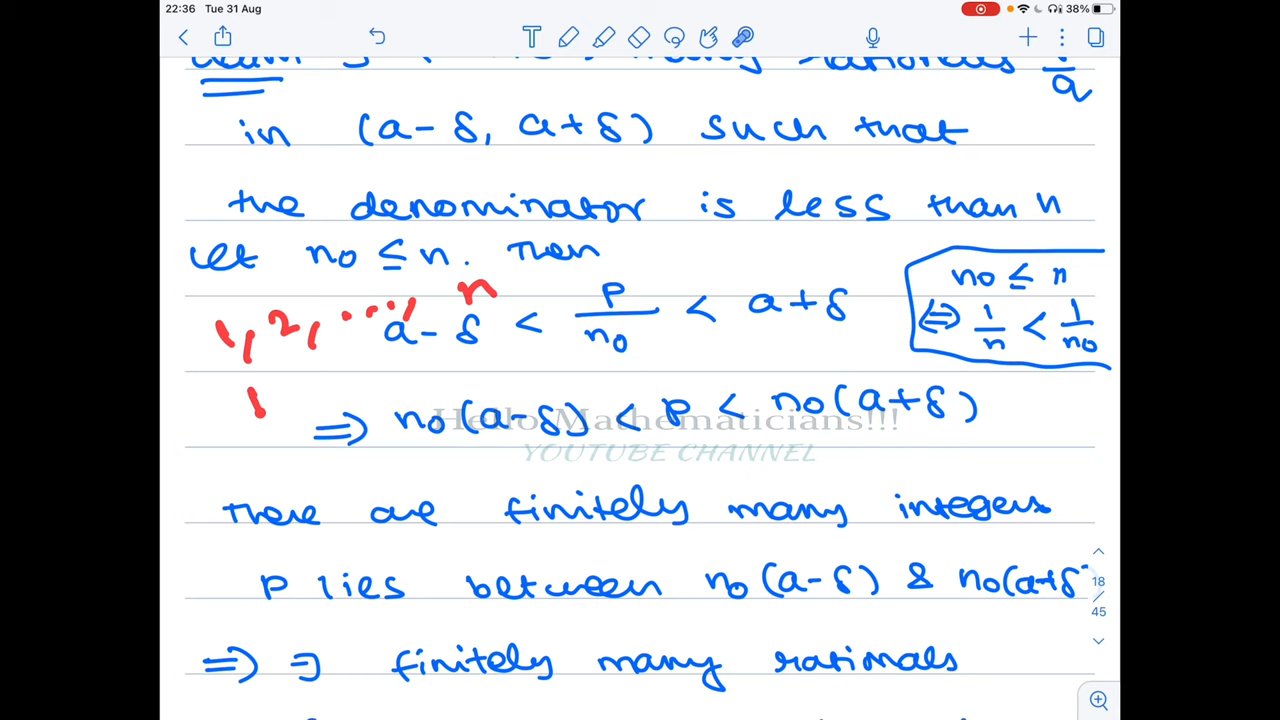 22:36 Tue 31 Aug
38%
many rationals
q
in (a-δ, a+δ) such that
the denominator is less than n
Let n₀ ≤ n. Then
n₀ ≤ n
⇔ 1/n < 1/n₀
1, 2, ...., n
a-δ < p/n₀ < a+δ
1
⇒ n₀(a-δ) < p < n₀(a+δ)
Hello Mathematicians!!!
YOUTUBE CHANNEL
There are finitely many integers
p lies between n₀(a-δ) & n₀(a+δ
18
/
45
⇒ ∃ finitely many rationals